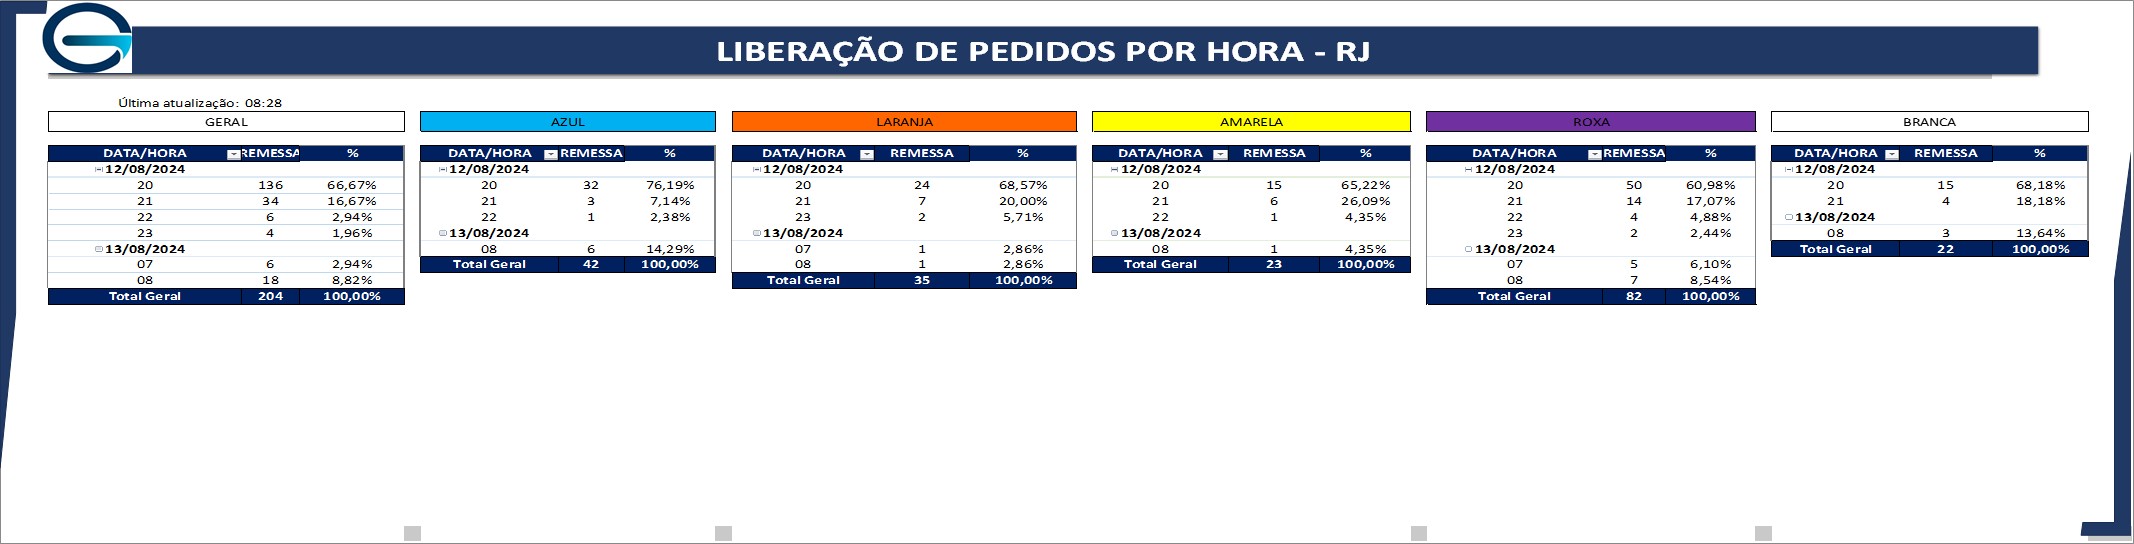 LIBERAÇÃO DE PEDIDOS POR HORA - RJ
Última atualização: 08:28
GERAL
DATA/HORA REMESSA %
12/08/2024
20 136 66,67%
21 34 16,67%
22 6 2,94%
23 4 1,96%
13/08/2024
07 6 2,94%
08 18 8,82%
Total Geral 204 100,00%
AZUL
DATA/HORA REMESSA %
12/08/2024
20 32 76,19%
21 3 7,14%
22 1 2,38%
13/08/2024
08 6 14,29%
Total Geral 42 100,00%
LARANJA
DATA/HORA REMESSA %
12/08/2024
20 24 68,57%
21 7 20,00%
23 2 5,71%
13/08/2024
07 1 2,86%
08 1 2,86%
Total Geral 35 100,00%
AMARELA
DATA/HORA REMESSA %
12/08/2024
20 15 65,22%
21 6 26,09%
22 1 4,35%
13/08/2024
08 1 4,35%
Total Geral 23 100,00%
ROXA
DATA/HORA REMESSA %
12/08/2024
20 50 60,98%
21 14 17,07%
22 4 4,88%
23 2 2,44%
13/08/2024
07 5 6,10%
08 7 8,54%
Total Geral 82 100,00%
BRANCA
DATA/HORA REMESSA %
12/08/2024
20 15 68,18%
21 4 18,18%
13/08/2024
08 3 13,64%
Total Geral 22 100,00%